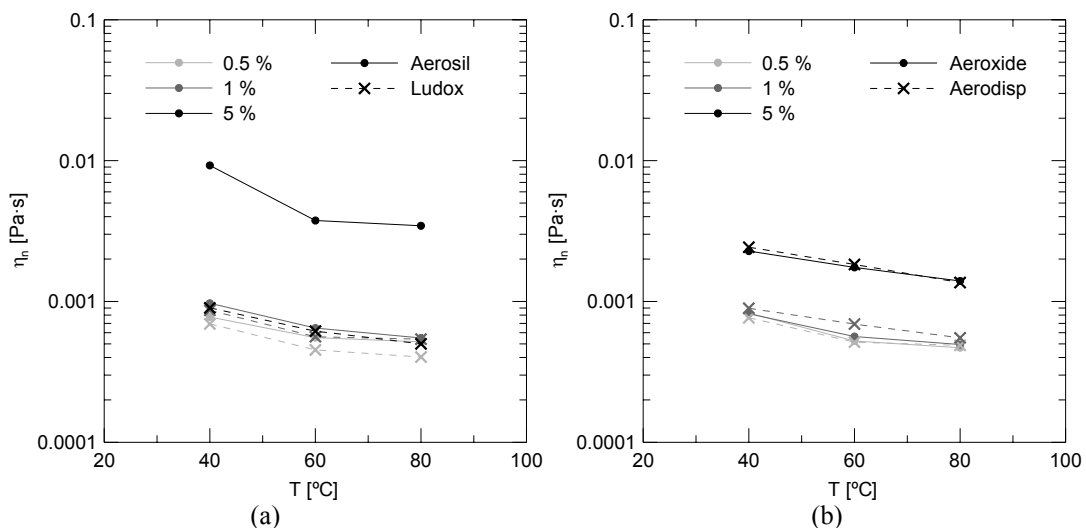 0.1
0.01
0.001
0.0001
ηn [Pa·s]
0.5 %
1 %
5 %
Aerosil
Ludox
20 40 60 80 100
T [ºC]
(a)
0.1
0.01
0.001
0.0001
ηn [Pa·s]
0.5 %
1 %
5 %
Aeroxide
Aerodisp
20 40 60 80 100
T [ºC]
(b)